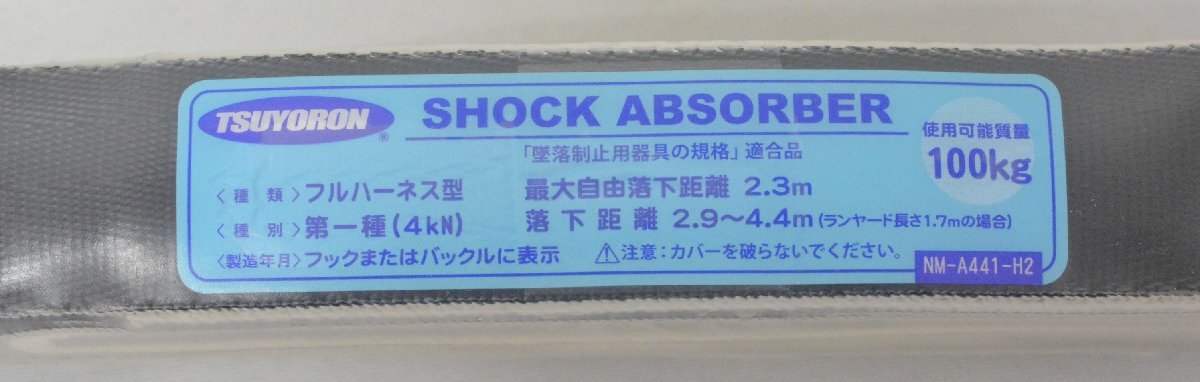 TSUYORON®
SHOCK ABSORBER
「墜落制止用器具の規格」適合品
使用可能質量
100kg
〈種類〉フルハーネス型 最大自由落下距離 2.3m
〈種別〉第一種(4kN) 落下距離 2.9〜4.4m(ランヤード長さ1.7mの場合)
〈製造年月〉フックまたはバックルに表示 ⚠注意:カバーを破らないでください。
NM-A441-H2